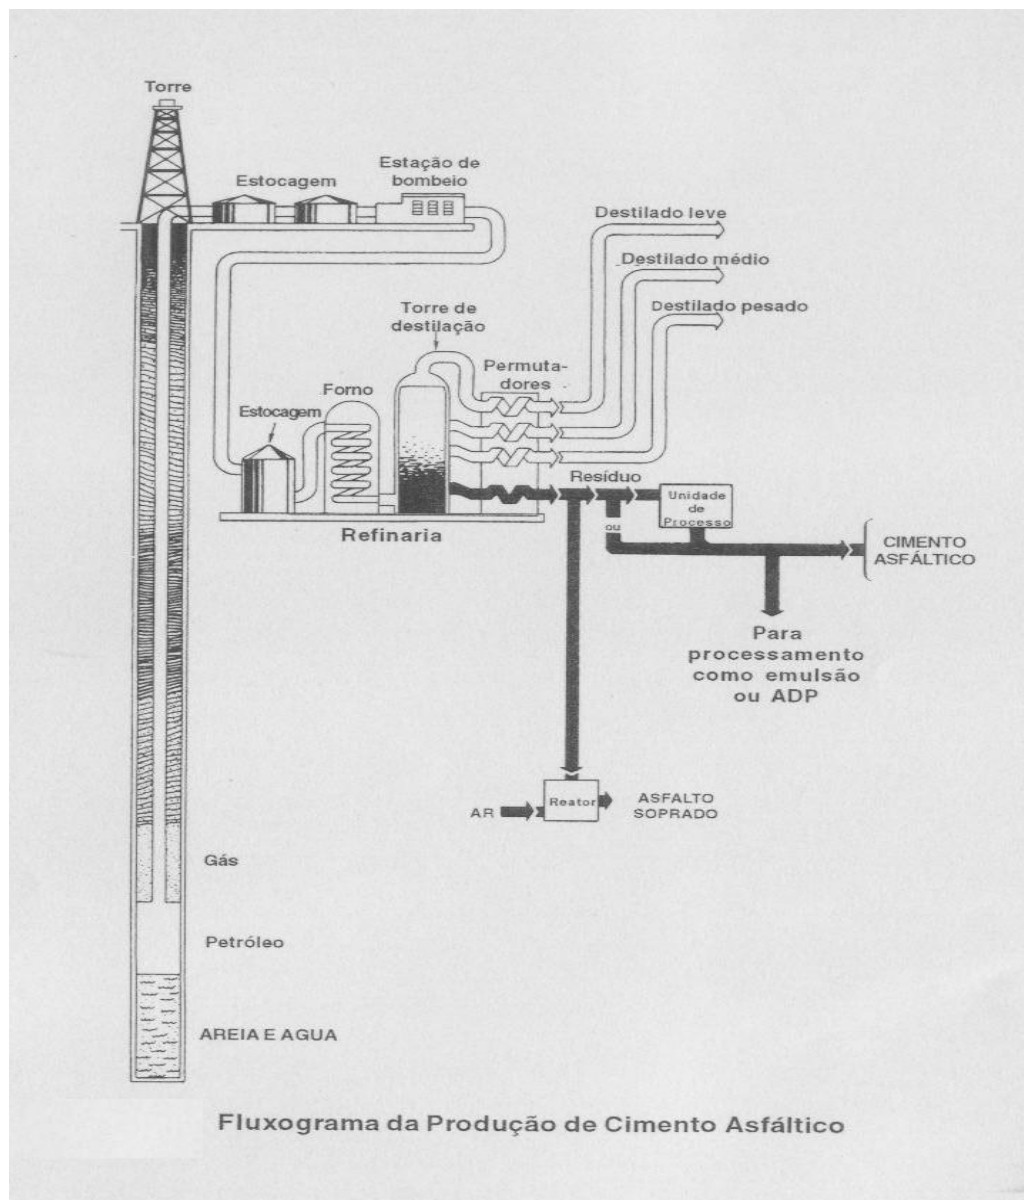 Torre
Estocagem
Estação de
bombeio
Destilado leve
Destilado médio
Destilado pesado
Torre de
destilação
Permuta-
dores
Forno
Estocagem
Resíduo
Unidade
de
Processo
ou
Refinaria
CIMENTO
ASFÁLTICO
Para
processamento
como emulsão
ou ADP
AR
Reator
ASFALTO
SOPRADO
Gás
Petróleo
AREIA E AGUA
Fluxograma da Produção de Cimento Asfáltico